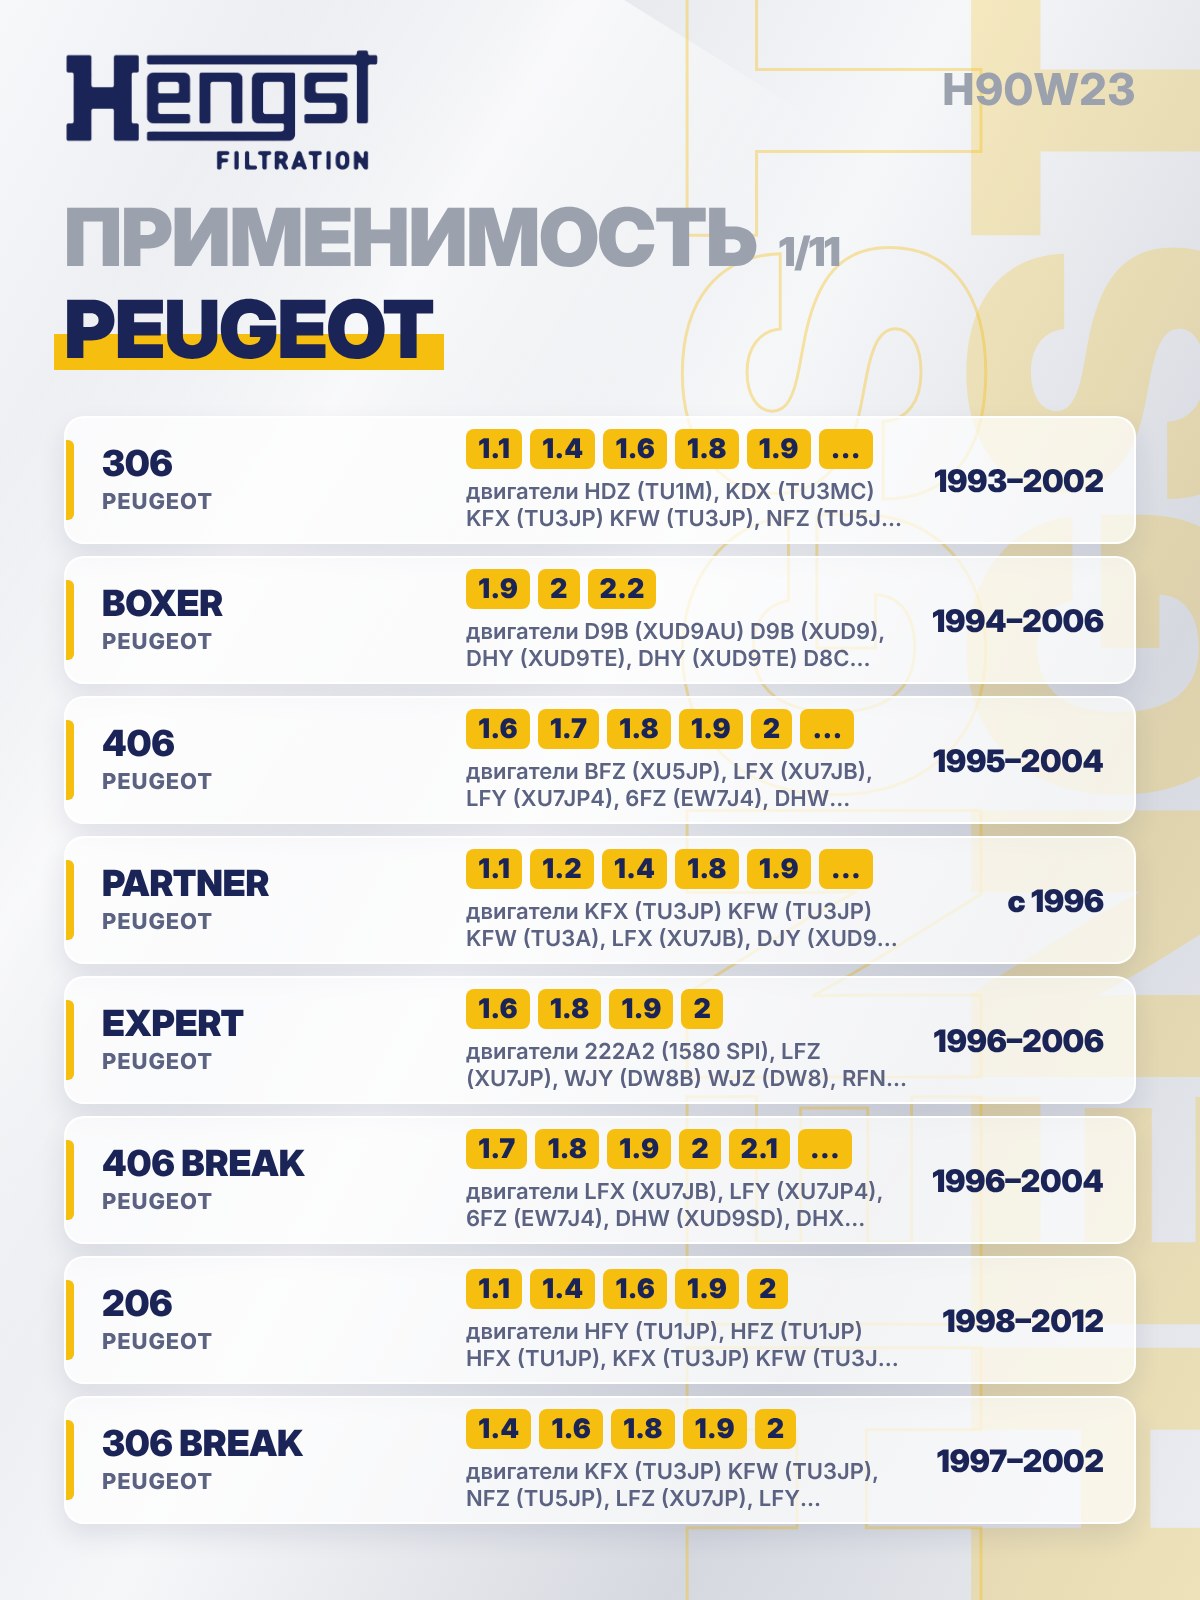 Hengst
FILTRATION
H90W23
ПРИМЕНИМОСТЬ 1/11
PEUGEOT
306
PEUGEOT
1.1 1.4 1.6 1.8 1.9 ...
двигатели HDZ (TU1M), KDX (TU3MC)
KFX (TU3JP) KFW (TU3JP), NFZ (TU5J...
1993–2002
BOXER
PEUGEOT
1.9 2 2.2
двигатели D9B (XUD9AU) D9B (XUD9),
DHY (XUD9TE), DHY (XUD9TE) D8C...
1994–2006
406
PEUGEOT
1.6 1.7 1.8 1.9 2 ...
двигатели BFZ (XU5JP), LFX (XU7JB),
LFY (XU7JP4), 6FZ (EW7J4), DHW...
1995–2004
PARTNER
PEUGEOT
1.1 1.2 1.4 1.8 1.9 ...
двигатели KFX (TU3JP) KFW (TU3JP)
KFW (TU3A), LFX (XU7JB), DJY (XUD9...
с 1996
EXPERT
PEUGEOT
1.6 1.8 1.9 2
двигатели 222A2 (1580 SPI), LFZ
(XU7JP), WJY (DW8B) WJZ (DW8), RFN...
1996–2006
406 BREAK
PEUGEOT
1.7 1.8 1.9 2 2.1 ...
двигатели LFX (XU7JB), LFY (XU7JP4),
6FZ (EW7J4), DHW (XUD9SD), DHX...
1996–2004
206
PEUGEOT
1.1 1.4 1.6 1.9 2
двигатели HFY (TU1JP), HFZ (TU1JP)
HFX (TU1JP), KFX (TU3JP) KFW (TU3J...
1998–2012
306 BREAK
PEUGEOT
1.4 1.6 1.8 1.9 2
двигатели KFX (TU3JP) KFW (TU3JP),
NFZ (TU5JP), LFZ (XU7JP), LFY...
1997–2002
HENGST